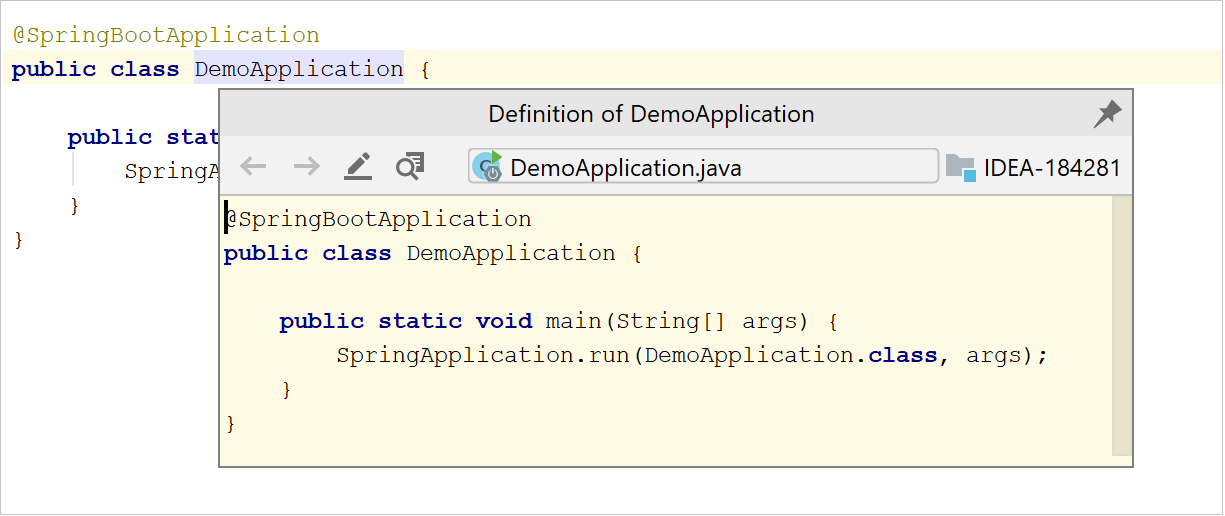 @SpringBootApplication
public class DemoApplication {
public stat
SpringA
}
}
Definition of DemoApplication
DemoApplication.java
IDEA-184281
@SpringBootApplication
public class DemoApplication {
public static void main(String[] args) {
SpringApplication.run(DemoApplication.class, args);
}
}